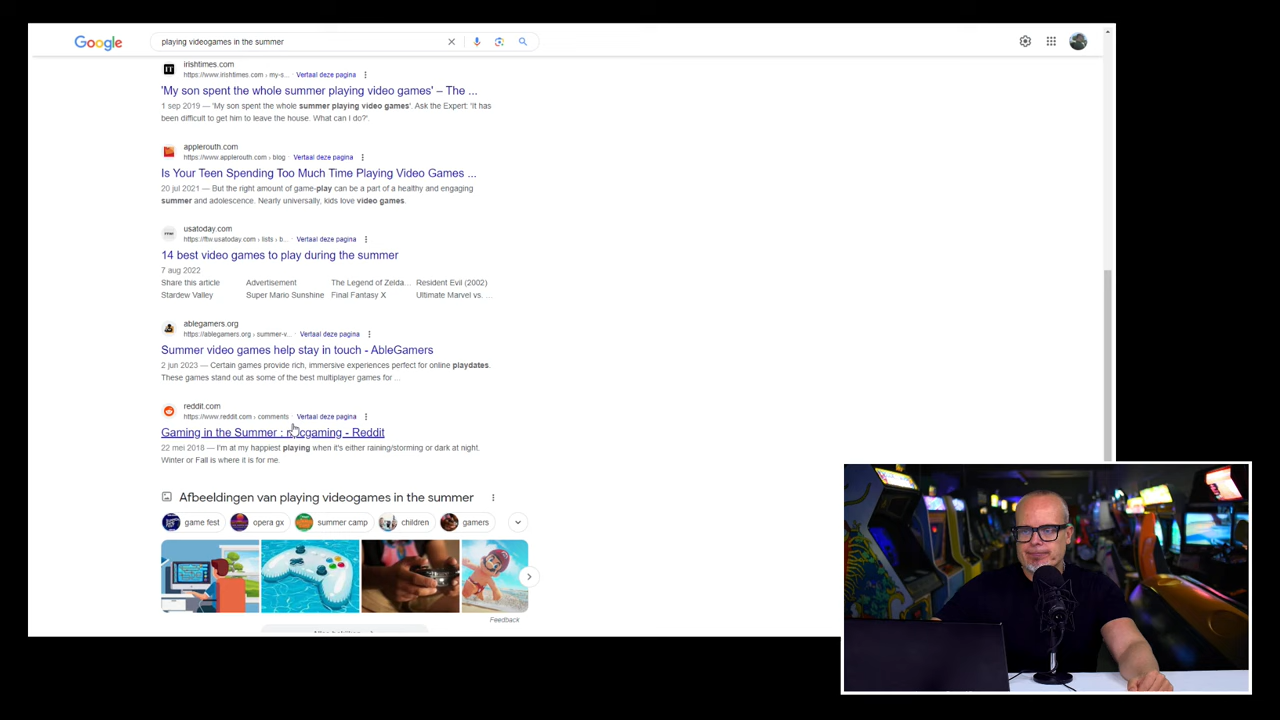 Google
playing videogames in the summer
irishtimes.com
https://www.irishtimes.com › my-s... · Vertaal deze pagina
'My son spent the whole summer playing video games' – The ...
1 sep 2019 — 'My son spent the whole summer playing video games'. Ask the Expert: 'It has
been difficult to get him to leave the house. What can I do?'.
applerouth.com
https://www.applerouth.com › blog · Vertaal deze pagina
Is Your Teen Spending Too Much Time Playing Video Games ...
20 jul 2021 — But the right amount of game-play can be a part of a healthy and engaging
summer and adolescence. Nearly universally, kids love video games.
usatoday.com
https://ftw.usatoday.com › lists › b... · Vertaal deze pagina
14 best video games to play during the summer
7 aug 2022
Share this article Advertisement The Legend of Zelda... Resident Evil (2002)
Stardew Valley Super Mario Sunshine Final Fantasy X Ultimate Marvel vs. ...
ablegamers.org
https://ablegamers.org › summer-v... · Vertaal deze pagina
Summer video games help stay in touch - AbleGamers
2 jun 2023 — Certain games provide rich, immersive experiences perfect for online playdates.
These games stand out as some of the best multiplayer games for ...
reddit.com
https://www.reddit.com › comments · Vertaal deze pagina
Gaming in the Summer : - Reddit
22 mei 2018 — I'm at my happiest playing when it's either raining/storming or dark at night.
Winter or Fall is where it is for me.
Afbeeldingen van playing videogames in the summer
game fest opera gx summer camp children gamers
Feedback